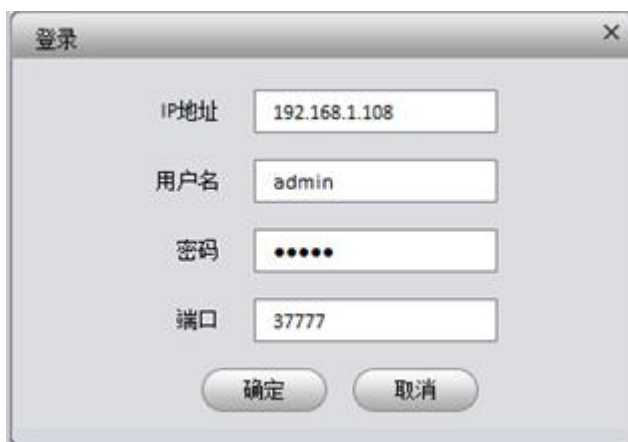 登录
IP地址 192.168.1.108
用户名 admin
密码 •••••
端口 37777
确定 取消